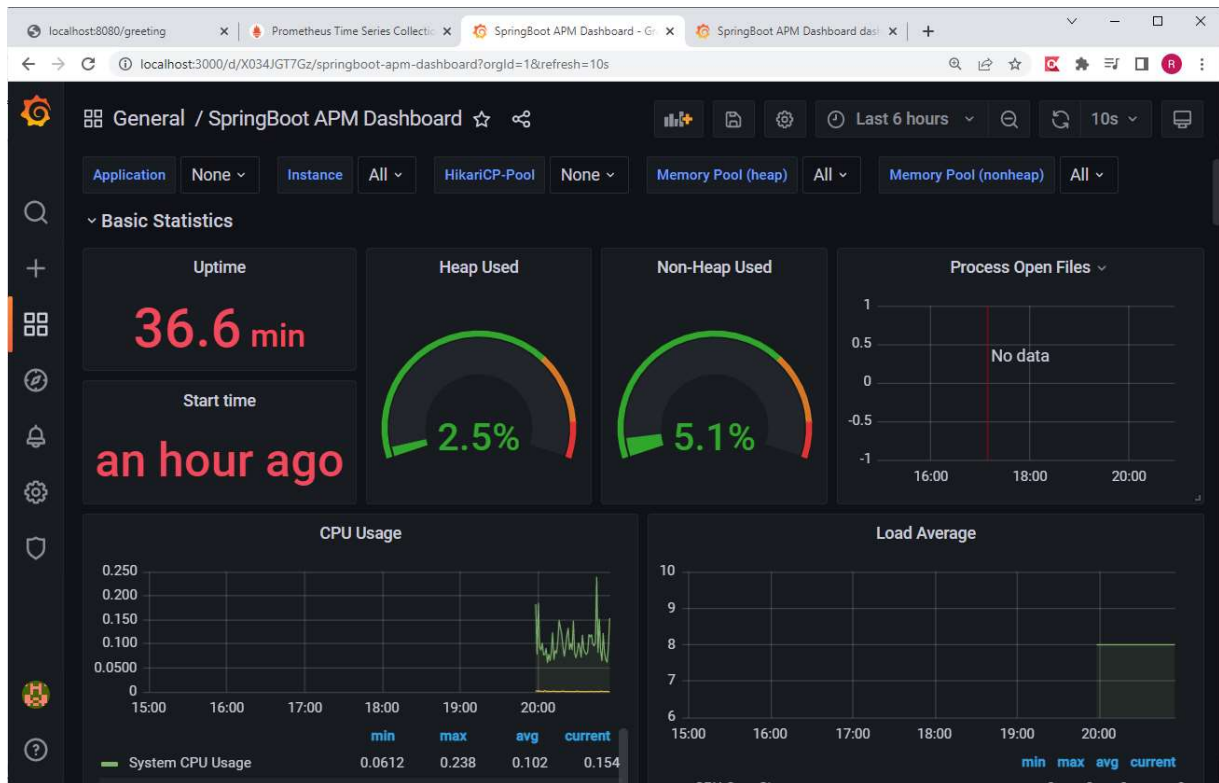 localhost:8080/greeting
Prometheus Time Series Collectio
SpringBoot APM Dashboard - Gr
SpringBoot APM Dashboard das
localhost:3000/d/X034JGT7Gz/springboot-apm-dashboard?orgId=1&refresh=10s
R
General / SpringBoot APM Dashboard
Last 6 hours
10s
Application None
Instance All
HikariCP-Pool None
Memory Pool (heap) All
Memory Pool (nonheap) All
Basic Statistics
Uptime
36.6 min
Start time
an hour ago
Heap Used
2.5%
Non-Heap Used
5.1%
Process Open Files
1
0.5
0
-0.5
-1
No data
16:00 18:00 20:00
CPU Usage
0.250
0.200
0.150
0.100
0.0500
0
15:00 16:00 17:00 18:00 19:00 20:00
min max avg current
System CPU Usage 0.0612 0.238 0.102 0.154
Load Average
10
9
8
7
6
15:00 16:00 17:00 18:00 19:00 20:00
min max avg current